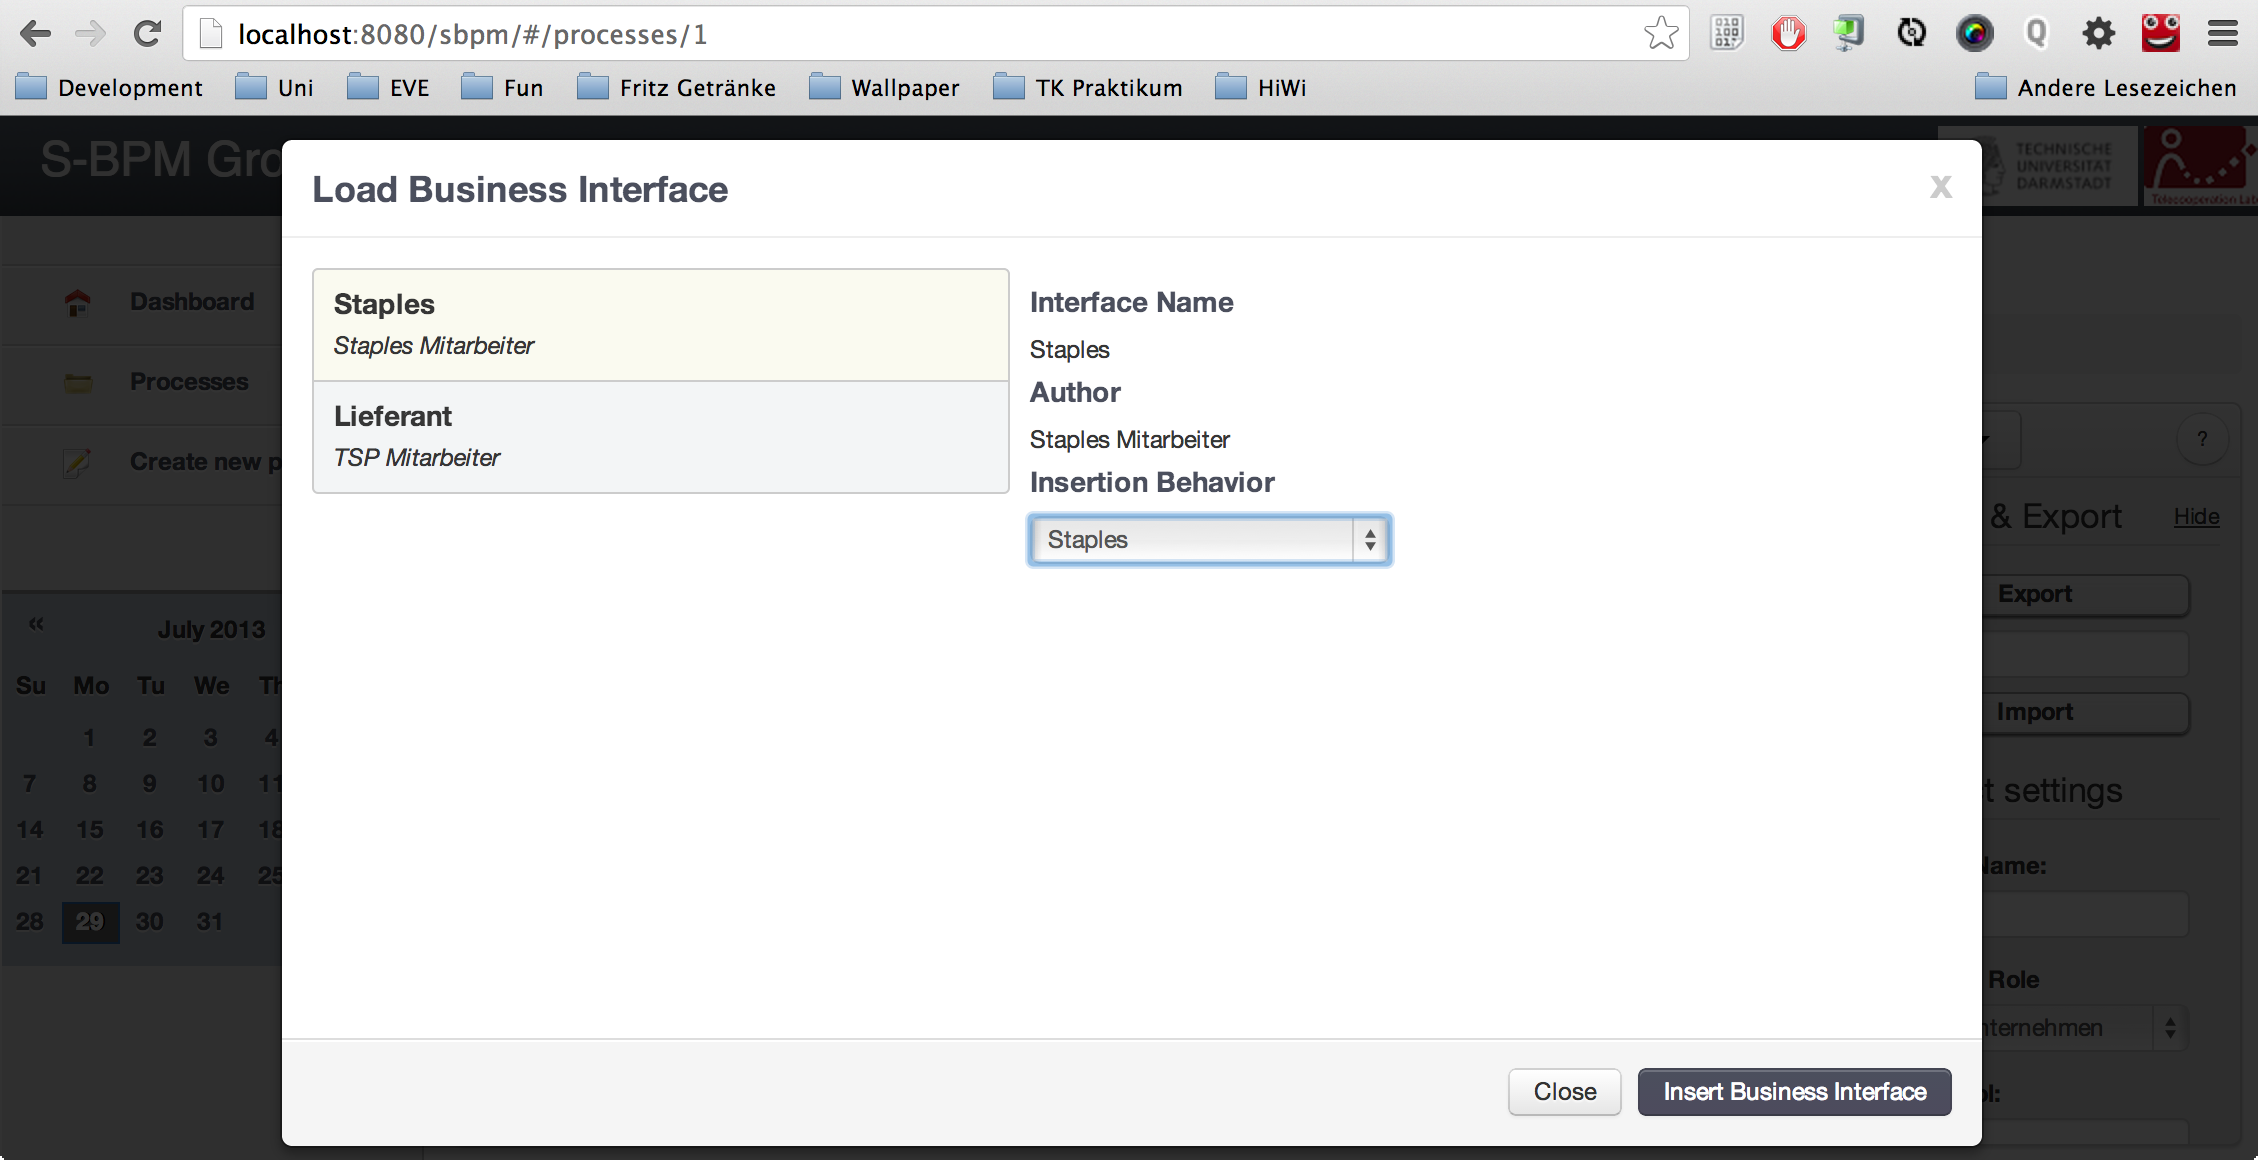 localhost:8080/sbpm/#/processes/1
Development Uni EVE Fun Fritz Getränke Wallpaper TK Praktikum HiWi Andere Lesezeichen
S-BPM Gro
TECHNISCHE
UNIVERSITÄT
DARMSTADT
Telecooperation Lab
Load Business Interface
x
Dashboard
Processes
Create new p
Staples
Staples Mitarbeiter
Lieferant
TSP Mitarbeiter
Interface Name
Staples
Author
Staples Mitarbeiter
Insertion Behavior
Staples
?
& Export Hide
Export
Import
t settings
Name:
Role
nternehmen
ol:
« July 2013
Su Mo Tu We Th
1 2 3 4
7 8 9 10 11
14 15 16 17 18
21 22 23 24 25
28 29 30 31
Close
Insert Business Interface